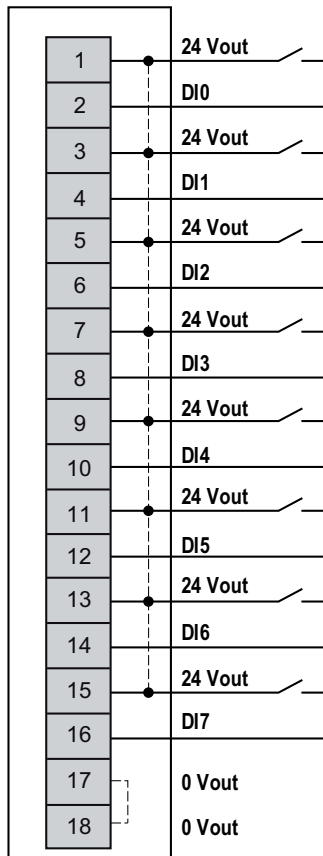 1 24 Vout
2 DI0
3 24 Vout
4 DI1
5 24 Vout
6 DI2
7 24 Vout
8 DI3
9 24 Vout
10 DI4
11 24 Vout
12 DI5
13 24 Vout
14 DI6
15 24 Vout
16 DI7
17 0 Vout
18 0 Vout